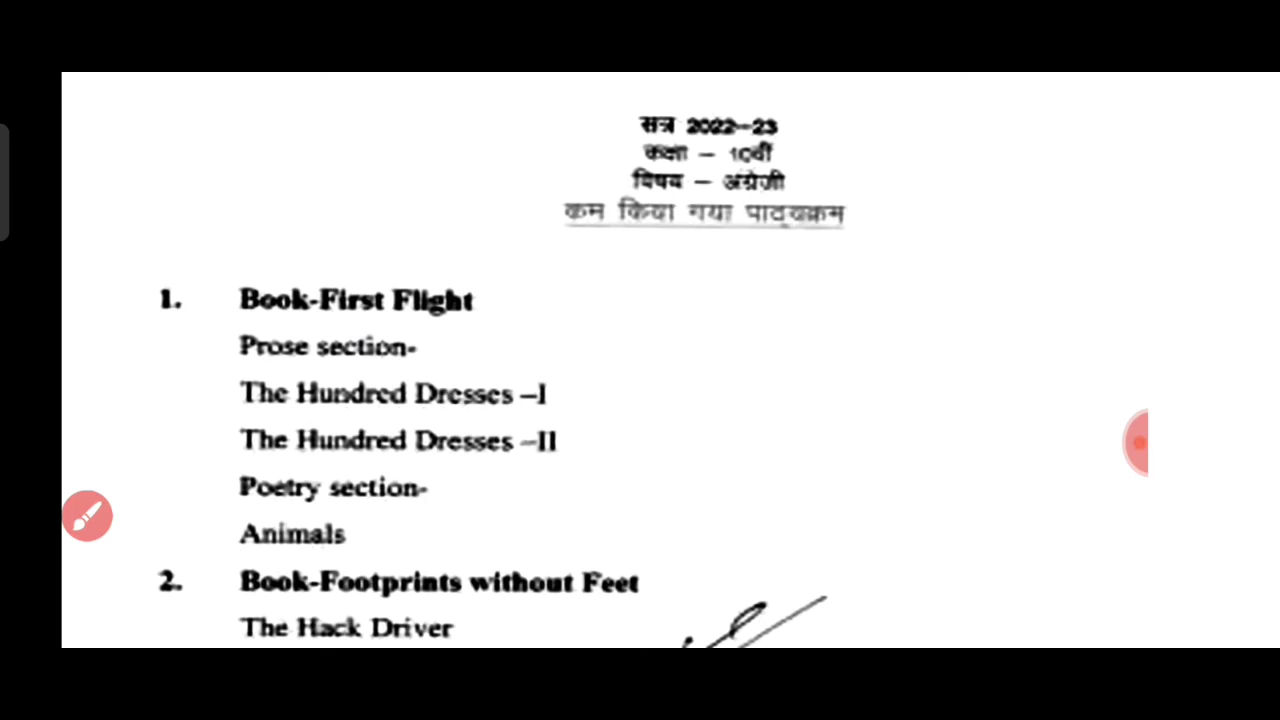 सत्र 2022-23
कक्षा - 10वीं
विषय - अंग्रेजी
कम किया गया पाठ्यक्रम
1. Book-First Flight
Prose section-
The Hundred Dresses -I
The Hundred Dresses -II
Poetry section-
Animals
2. Book-Footprints without Feet
The Hack Driver